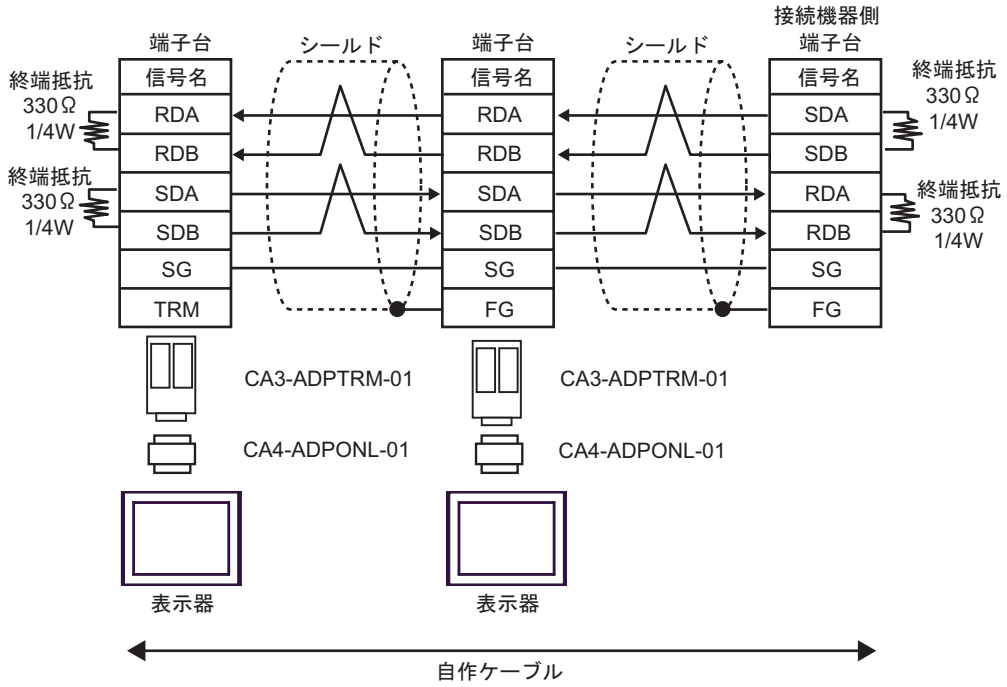 接続機器側
端子台
シールド
端子台
シールド
端子台
信号名
信号名
信号名
終端抵抗
330Ω
1/4W
RDA
RDA
SDA
終端抵抗
330Ω
1/4W
RDB
RDB
SDB
終端抵抗
330Ω
1/4W
SDA
SDA
RDA
終端抵抗
330Ω
1/4W
SDB
SDB
RDB
SG
SG
SG
TRM
FG
FG
CA3-ADPTRM-01
CA3-ADPTRM-01
CA4-ADPONL-01
CA4-ADPONL-01
表示器
表示器
自作ケーブル